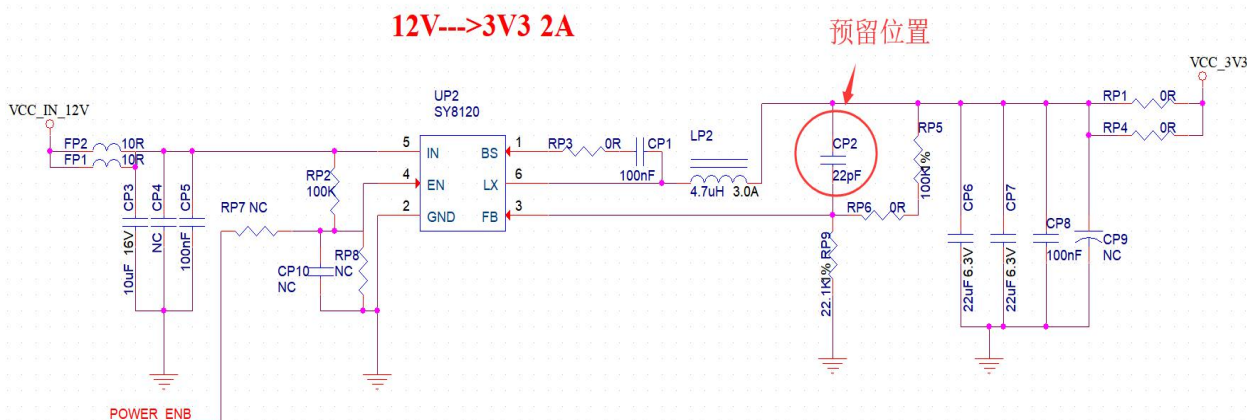 12V--->3V3 2A
预留位置
VCC_IN_12V
VCC_3V3
UP2
SY8120
FP2 10R
FP1 10R
5 IN BS 1
4 EN LX 6
2 GND FB 3
RP3 0R
CP1
100nF
LP2
4.7uH 3.0A
CP2
22pF
RP5
100K1%
RP6 0R
RP9
22.1K1%
RP1 0R
RP4 0R
RP2
100K
RP7 NC
RP8
NC
CP10
NC
CP3
10uF 16V
CP4
NC
CP5
100nF
CP6
22uF 6.3V
CP7
22uF 6.3V
CP8
100nF
CP9
NC
POWER_ENB